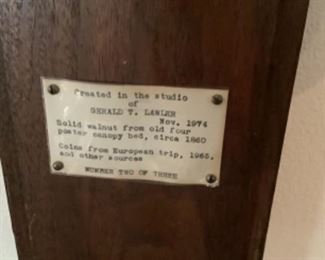 Created in the studio
of
GERALD T. LAWLER
Nov. 1974
Solid walnut from old four
poster canopy bed, circa 1860
Coins from European trip, 1965,
and other sources
NUMBER TWO OF THREE